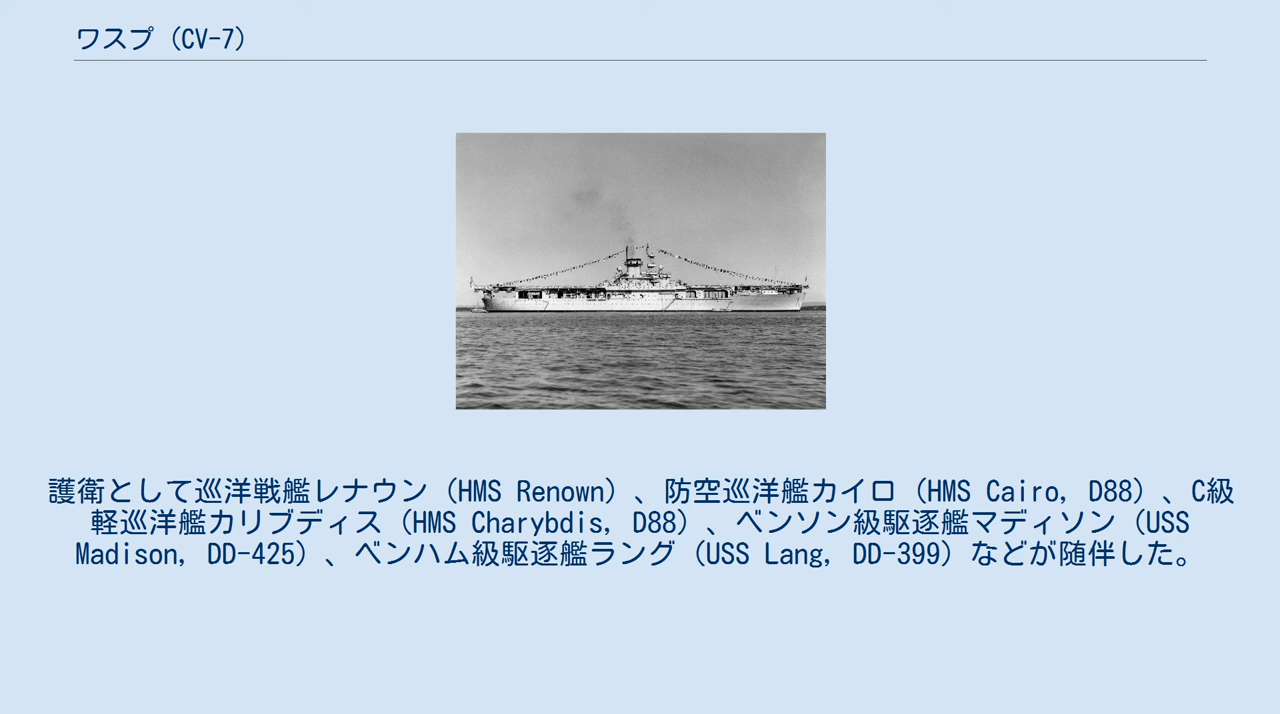 ワスプ（CV-7）
護衛として巡洋戦艦レナウン（HMS Renown）、防空巡洋艦カイロ（HMS Cairo, D88）、C級
軽巡洋艦カリブディス（HMS Charybdis, D88）、ベンソン級駆逐艦マディソン（USS
Madison, DD-425）、ベンハム級駆逐艦ラング（USS Lang, DD-399）などが随伴した。